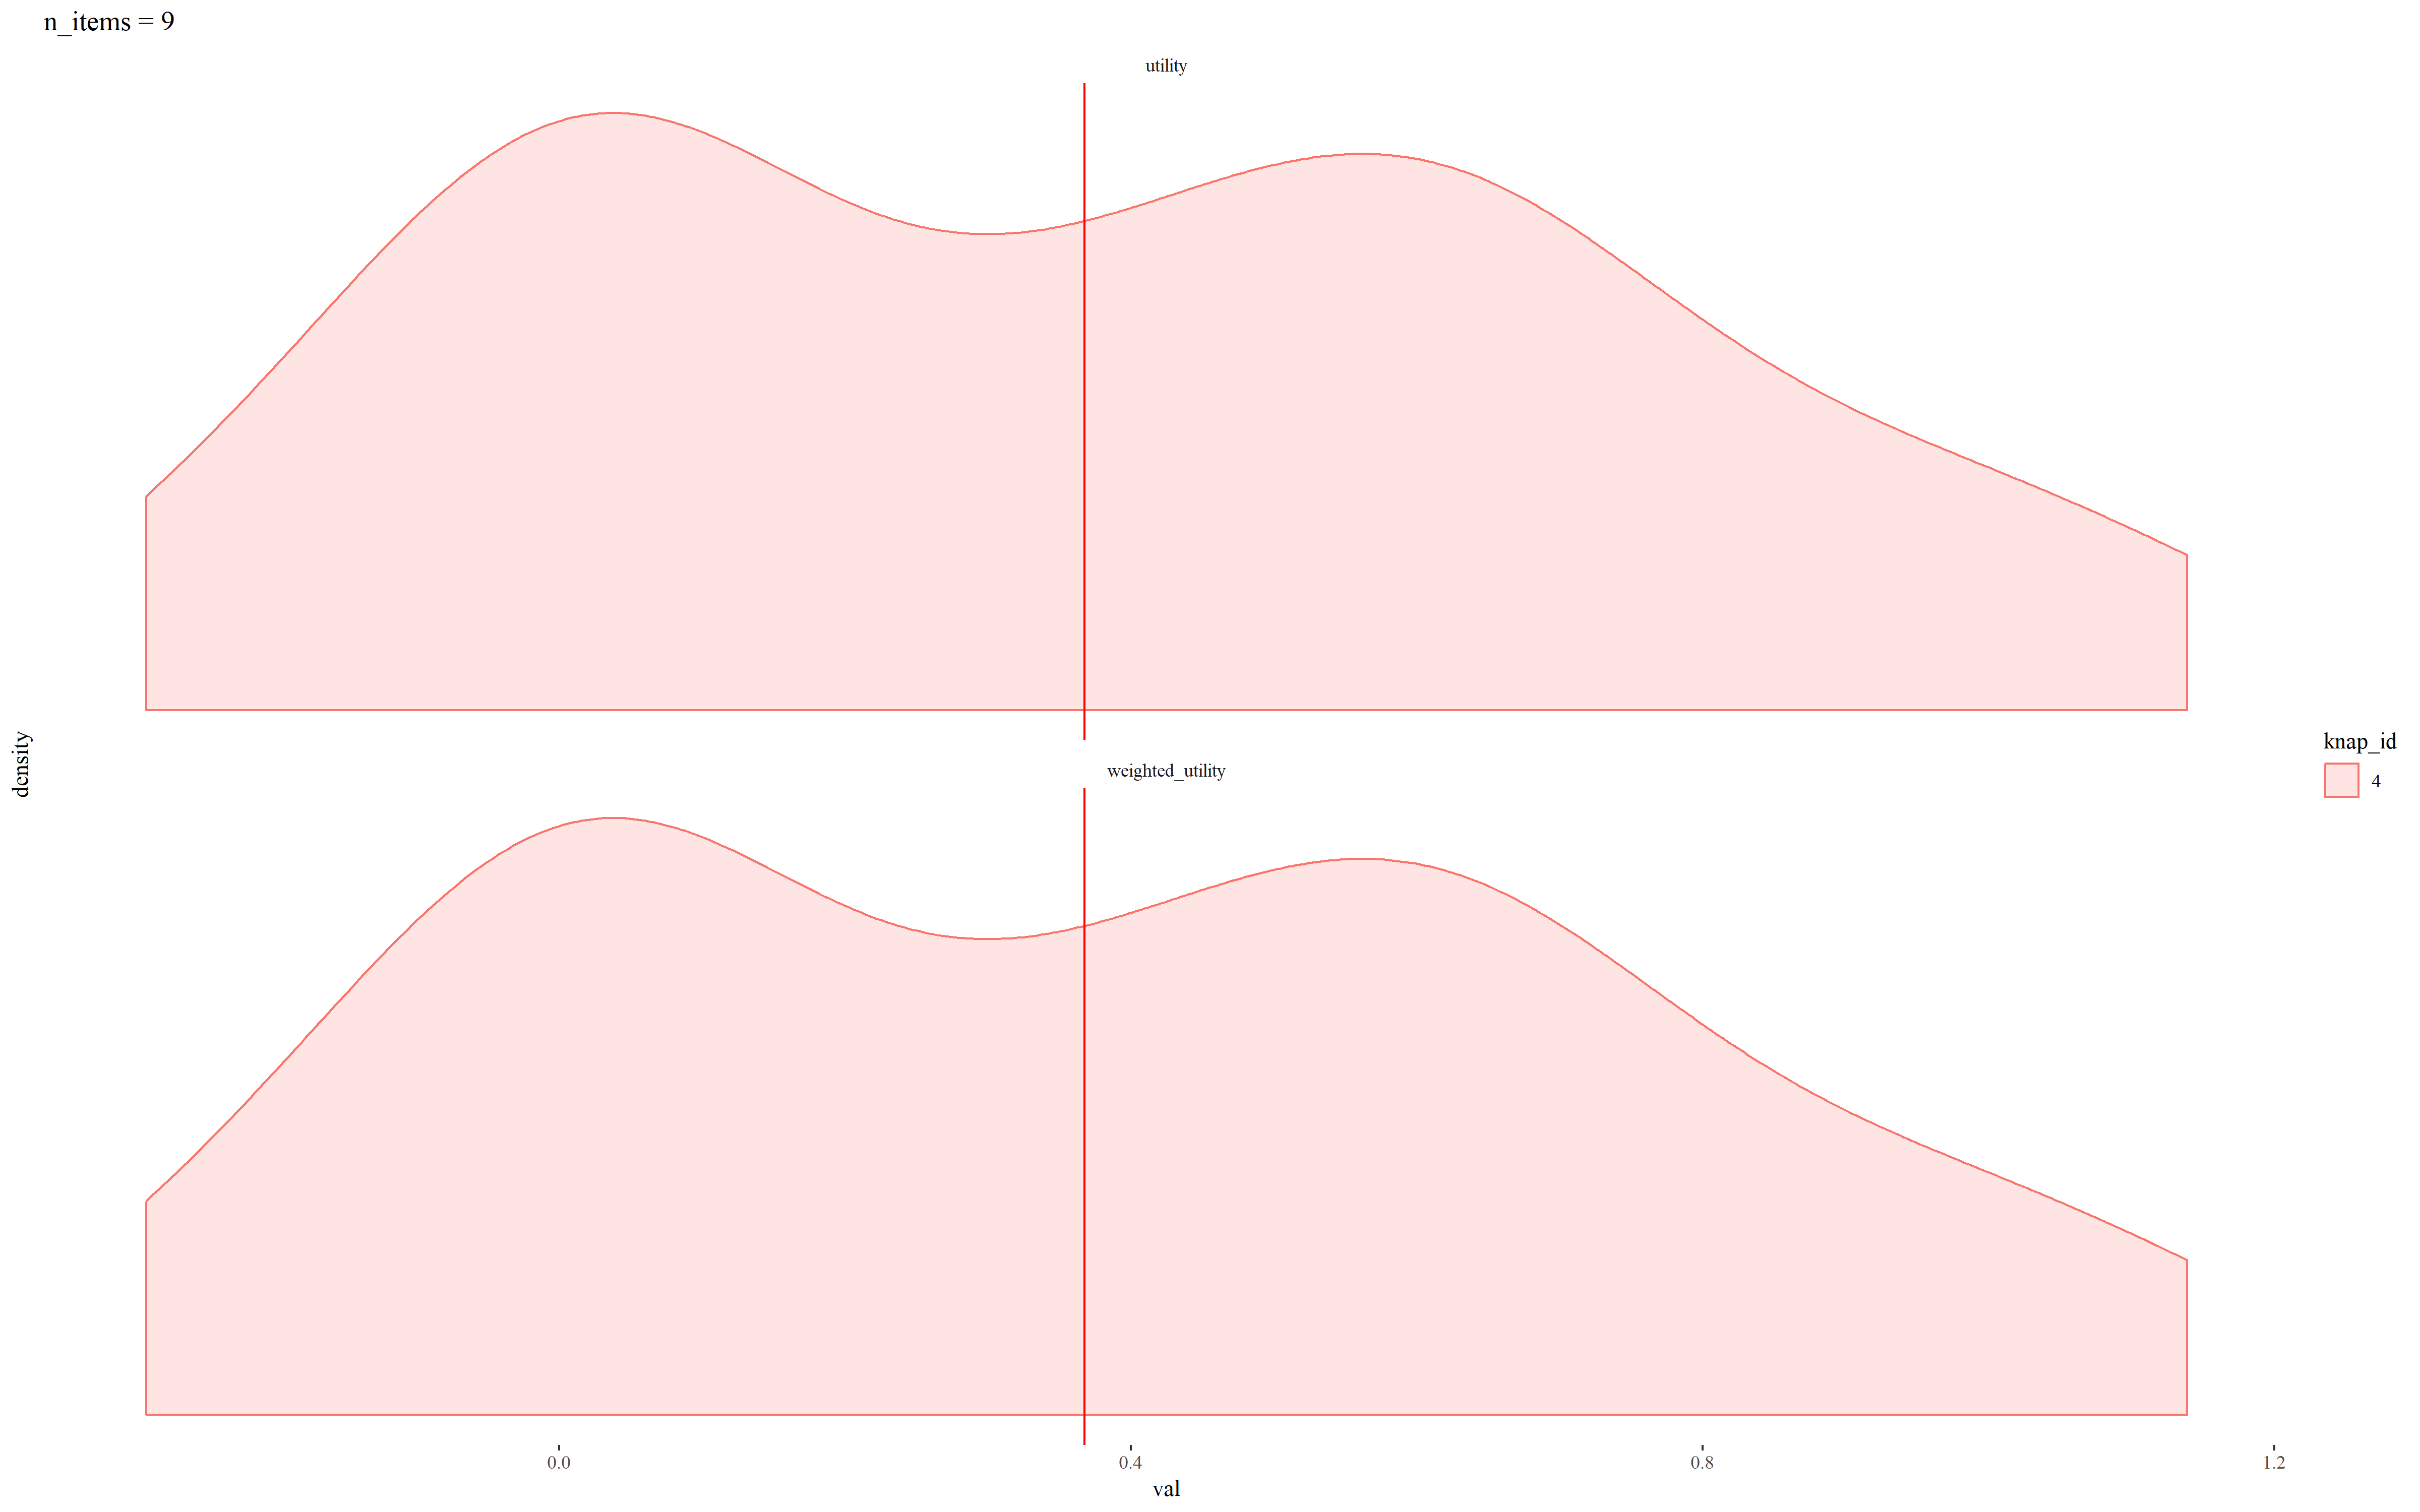 n_items = 9
utility
density
weighted_utility
knap_id
4
0.0
0.4
0.8
1.2
val